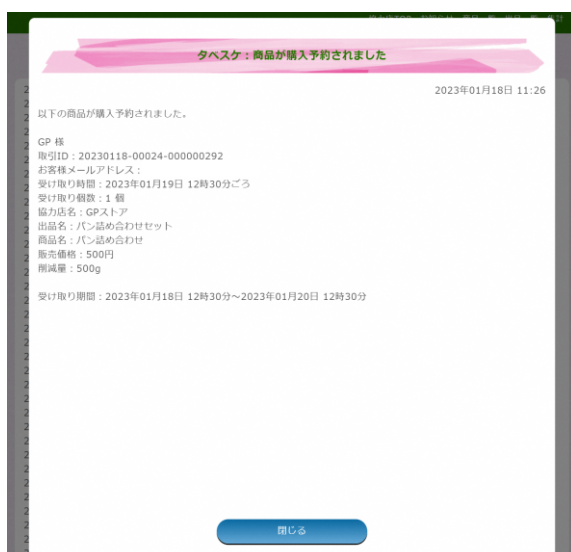 タベスケ：商品が購入予約されました
2023年01月18日 11:26
以下の商品が購入予約されました。
GP 様
取引ID：20230118-00024-000000292
お客様メールアドレス：
受け取り時間：2023年01月19日 12時30分ごろ
受け取り個数：1 個
協力店名：GPストア
出品名：パン詰め合わせセット
商品名：パン詰め合わせ
販売価格：500円
削減量：500g
受け取り期間：2023年01月18日 12時30分～2023年01月20日 12時30分
閉じる